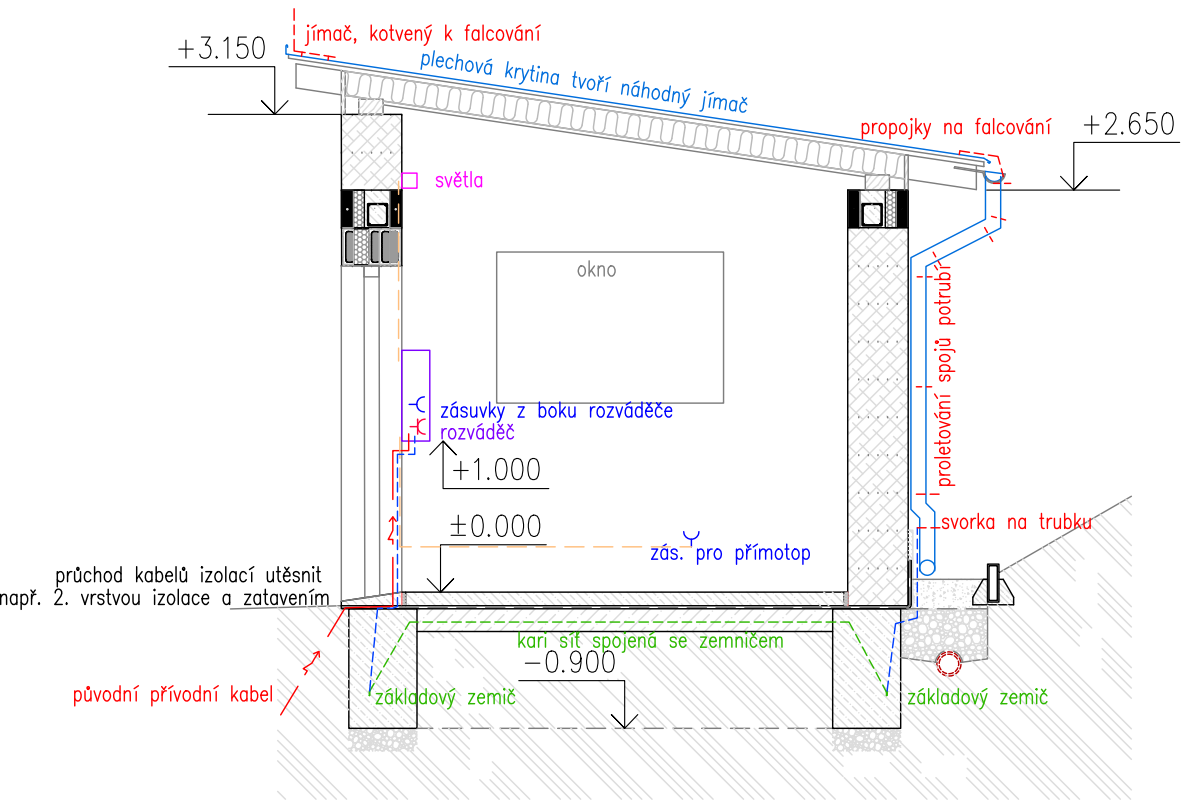 jímač, kotvený k falcování
+3.150
plechová krytina tvoří náhodný jímač
propojky na falcování
+2.650
světla
okno
proletování spojů potrubí
zásuvky z boku rozváděče
rozváděč
+1.000
±0.000
svorka na trubku
zás. pro přímotop
průchod kabelů izolací utěsnit
např. 2. vrstvou izolace a zatavením
kari síť spojená se zemničem
-0.900
původní přívodní kabel
základový zemič
základový zemič